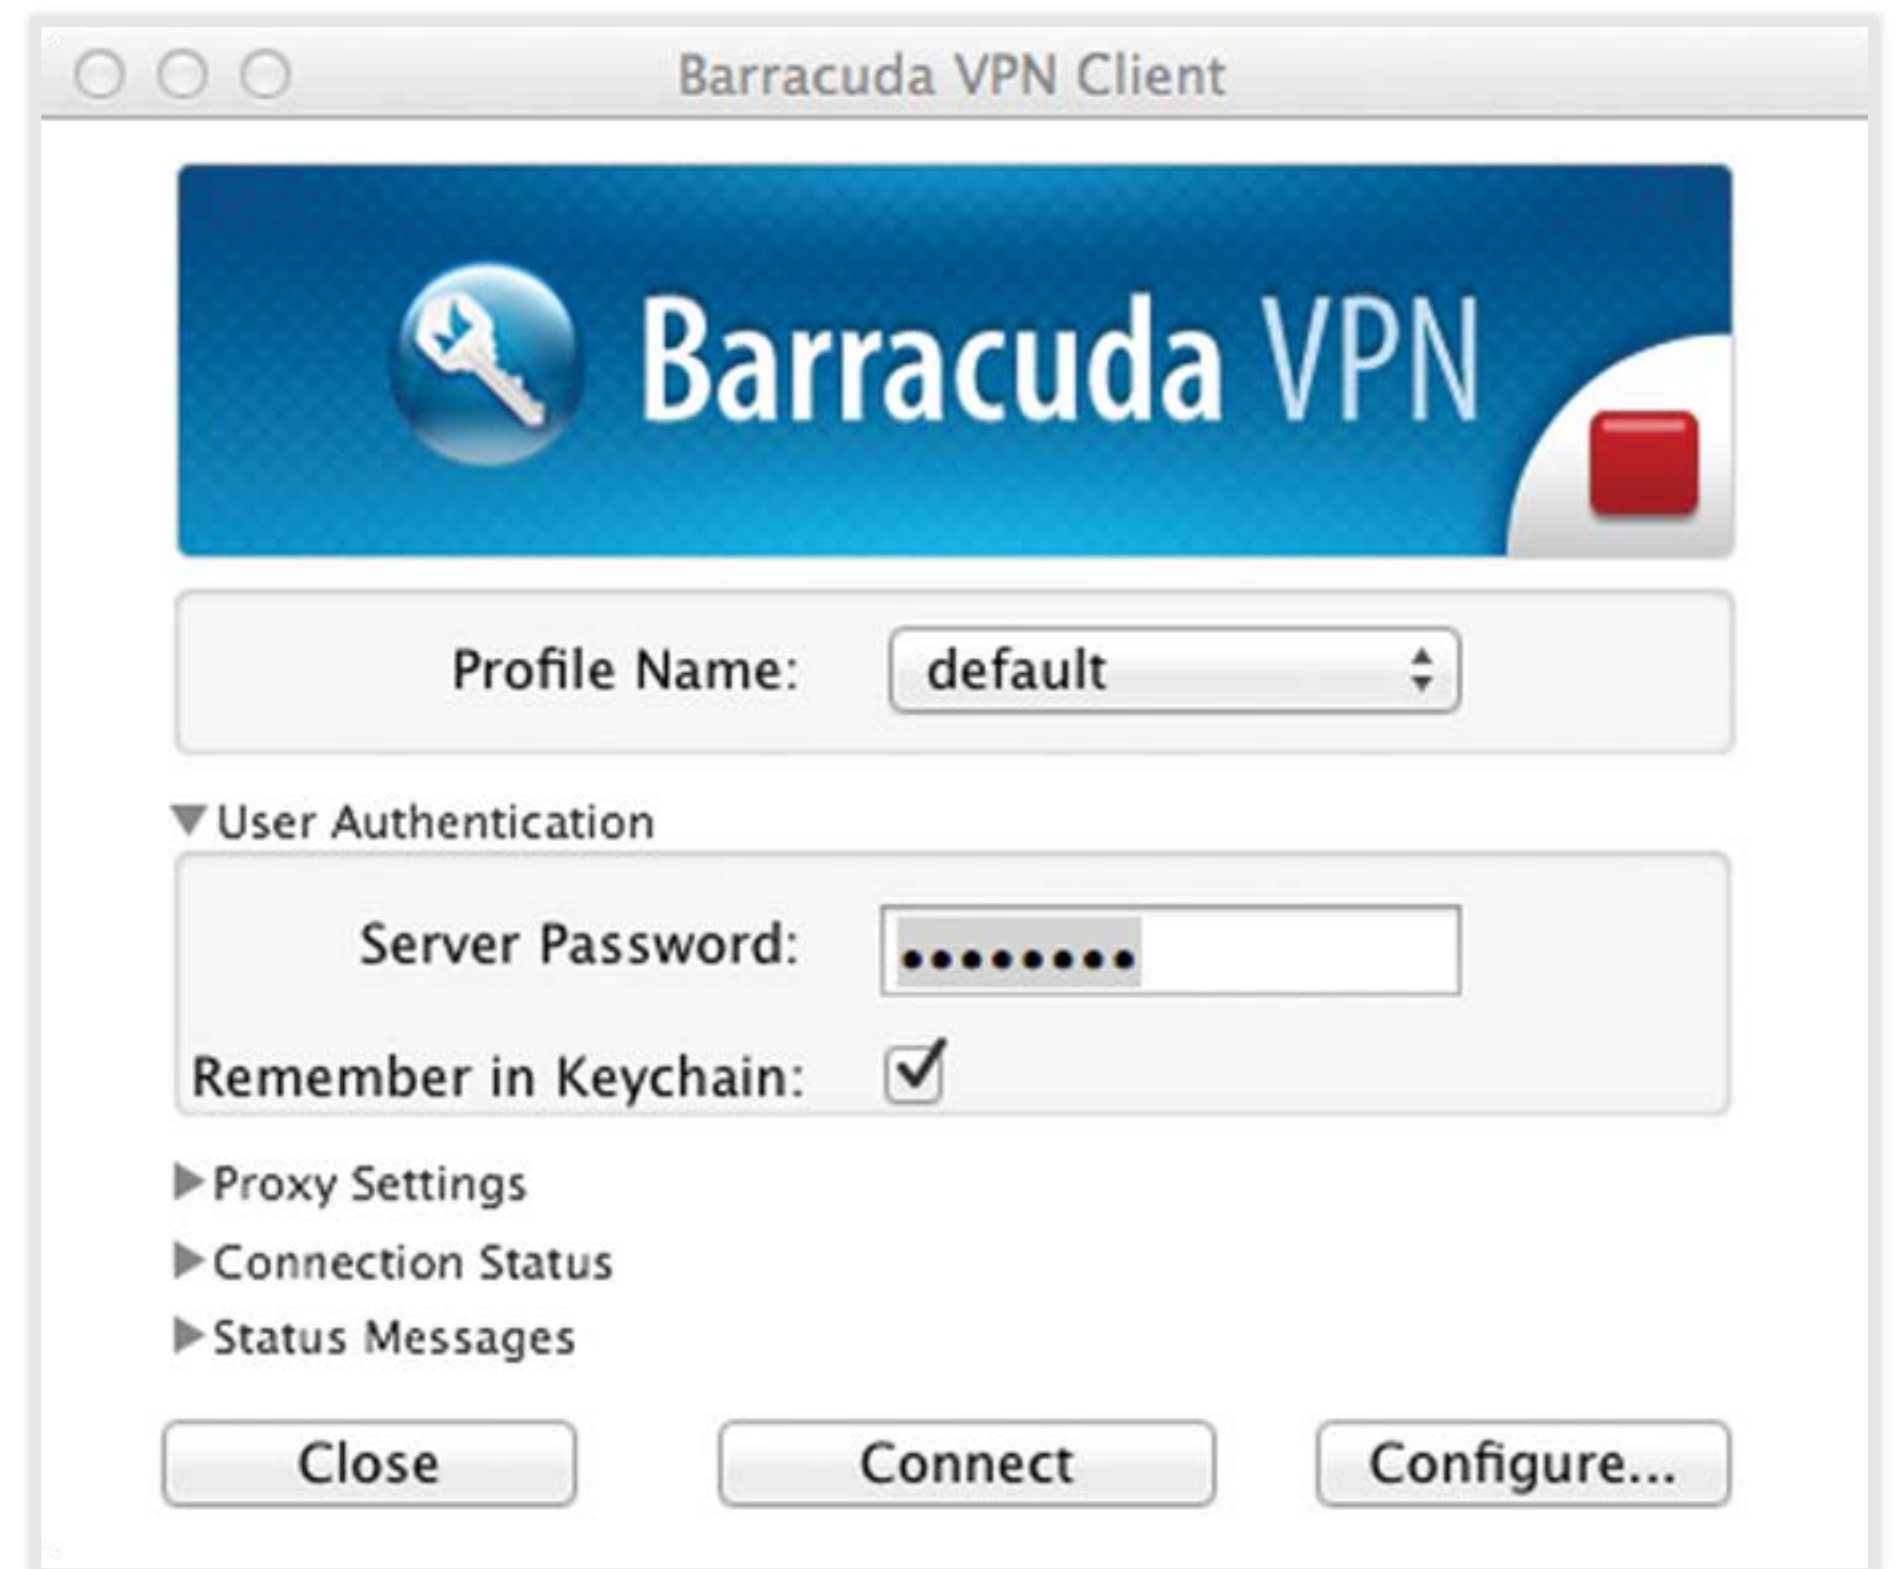 Barracuda VPN Client
Barracuda VPN
Profile Name: default
User Authentication
Server Password: ••••••••
Remember in Keychain:
Proxy Settings
Connection Status
Status Messages
Close Connect Configure...